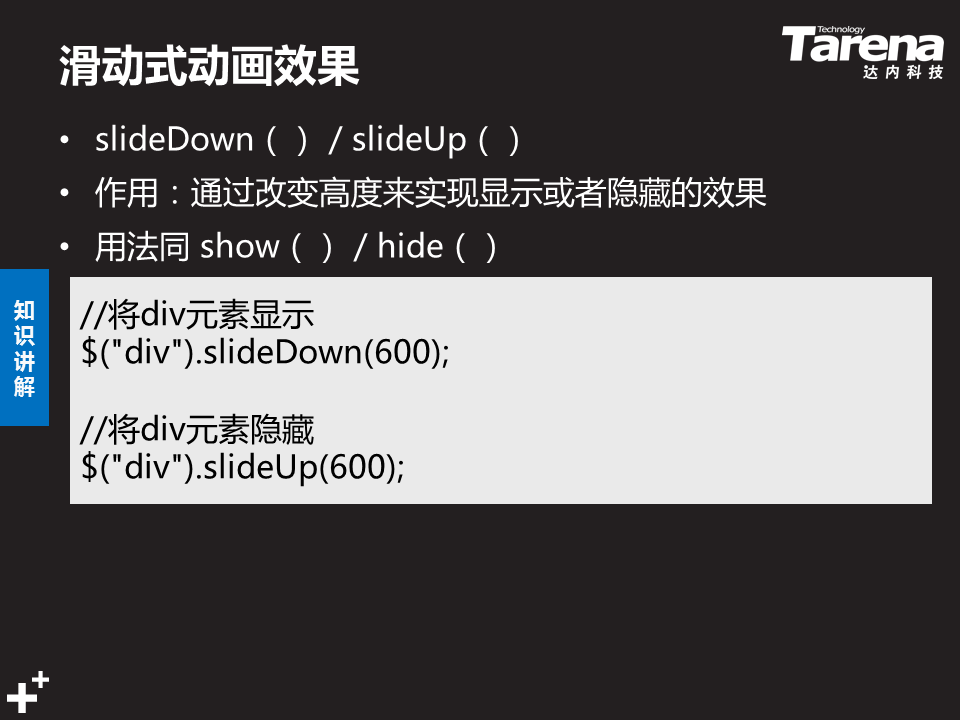 滑动式动画效果
Technology
Tarena
达内科技
• slideDown（ ） / slideUp（ ）
• 作用：通过改变高度来实现显示或者隐藏的效果
• 用法同 show（ ） / hide（ ）
知识讲解
//将div元素显示
$("div").slideDown(600);
//将div元素隐藏
$("div").slideUp(600);